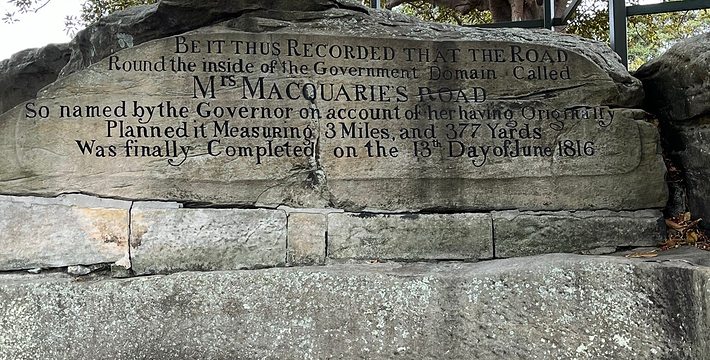 BE IT THUS RECORDED THAT THE ROAD
Round the inside of the Government Domain Called
MRS MACQUARIE'S ROAD
So named by the Governor on account of her having Originally
Planned it Measuring 3 Miles, and 377 Yards
Was finally Completed on the 13th Day of June 1816